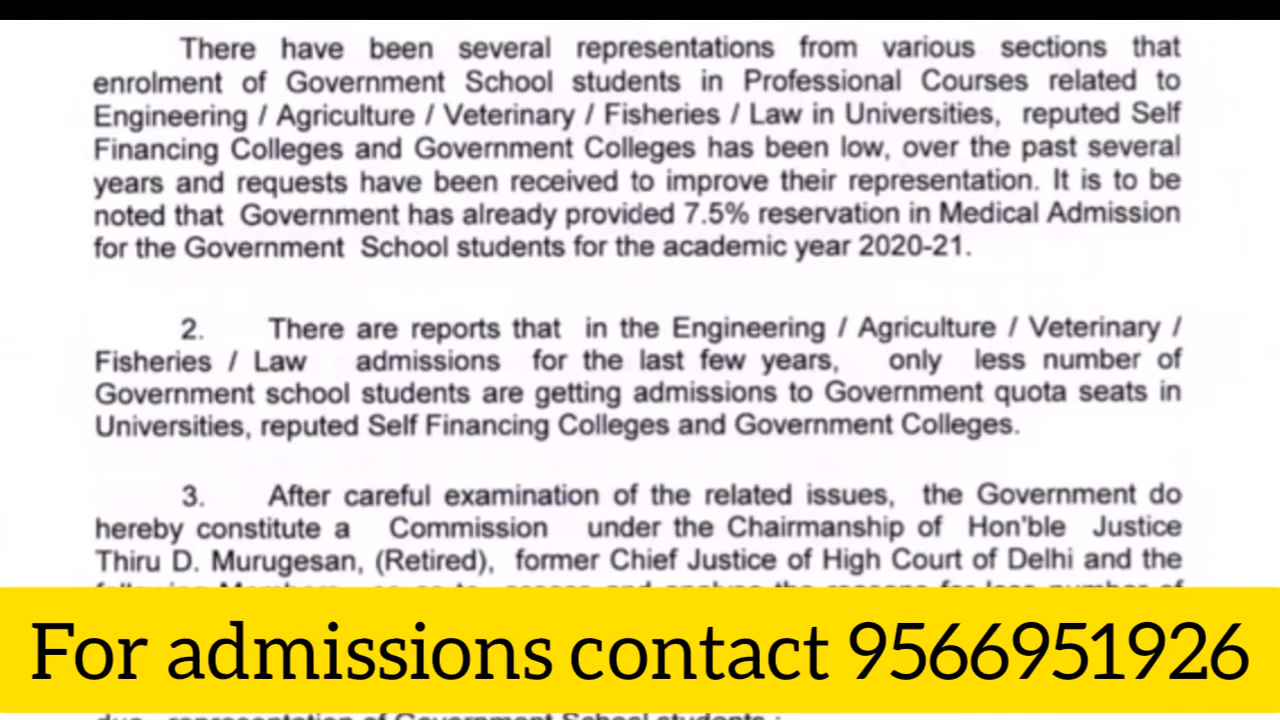 There have been several representations from various sections that
enrolment of Government School students in Professional Courses related to
Engineering / Agriculture / Veterinary / Fisheries / Law in Universities, reputed Self
Financing Colleges and Government Colleges has been low, over the past several
years and requests have been received to improve their representation. It is to be
noted that Government has already provided 7.5% reservation in Medical Admission
for the Government School students for the academic year 2020-21.
2. There are reports that in the Engineering / Agriculture / Veterinary /
Fisheries / Law admissions for the last few years, only less number of
Government school students are getting admissions to Government quota seats in
Universities, reputed Self Financing Colleges and Government Colleges.
3. After careful examination of the related issues, the Government do
hereby constitute a Commission under the Chairmanship of Hon'ble Justice
Thiru D. Murugesan, (Retired), former Chief Justice of High Court of Delhi and the
For admissions contact 9566951926
representation of Government School students :